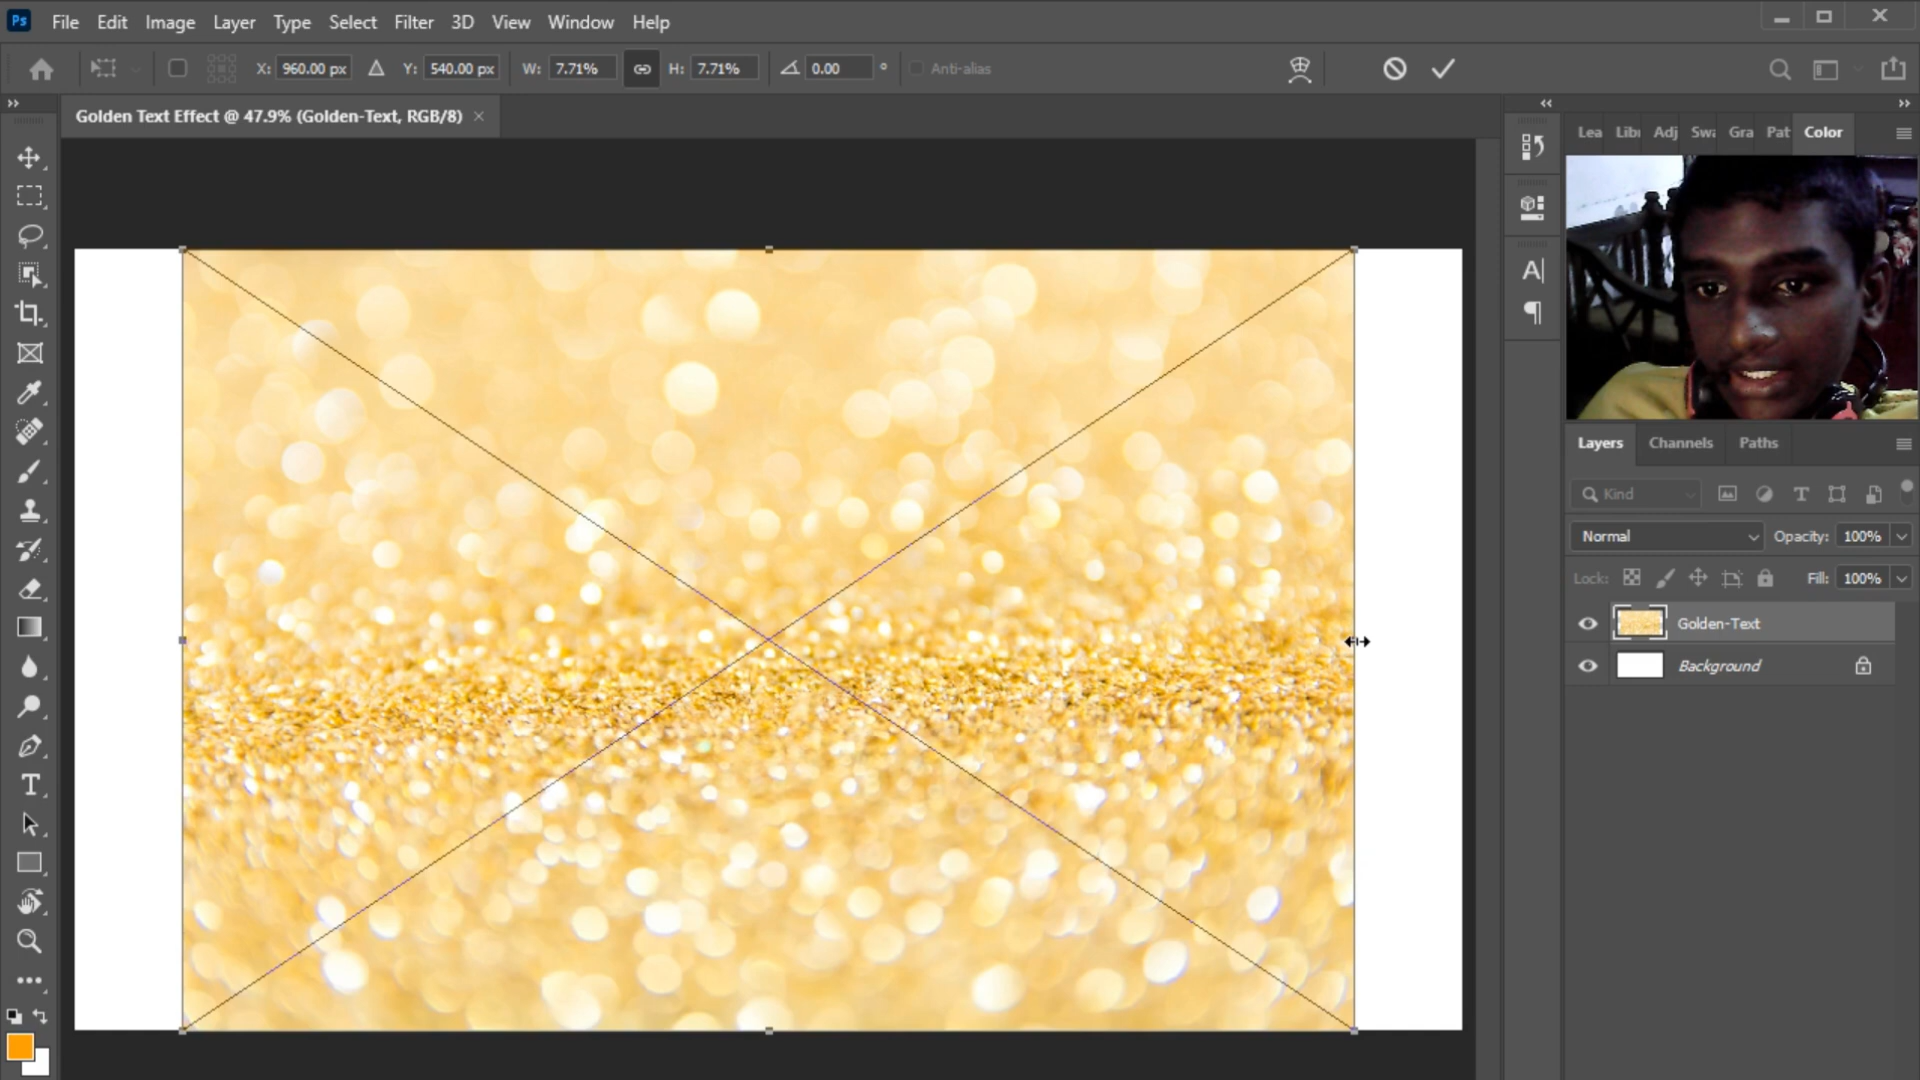 Ps File Edit Image Layer Type Select Filter 3D View Window Help
X: 960.00 px Y: 540.00 px W: 7.71% H: 7.71% 0.00 ° Anti-alias
Golden Text Effect @ 47.9% (Golden-Text, RGB/8) ×
Lea Libi Adj Swa Gra Pat Color
Layers Channels Paths
Kind
Normal Opacity: 100%
Lock: Fill: 100%
Golden-Text
Background